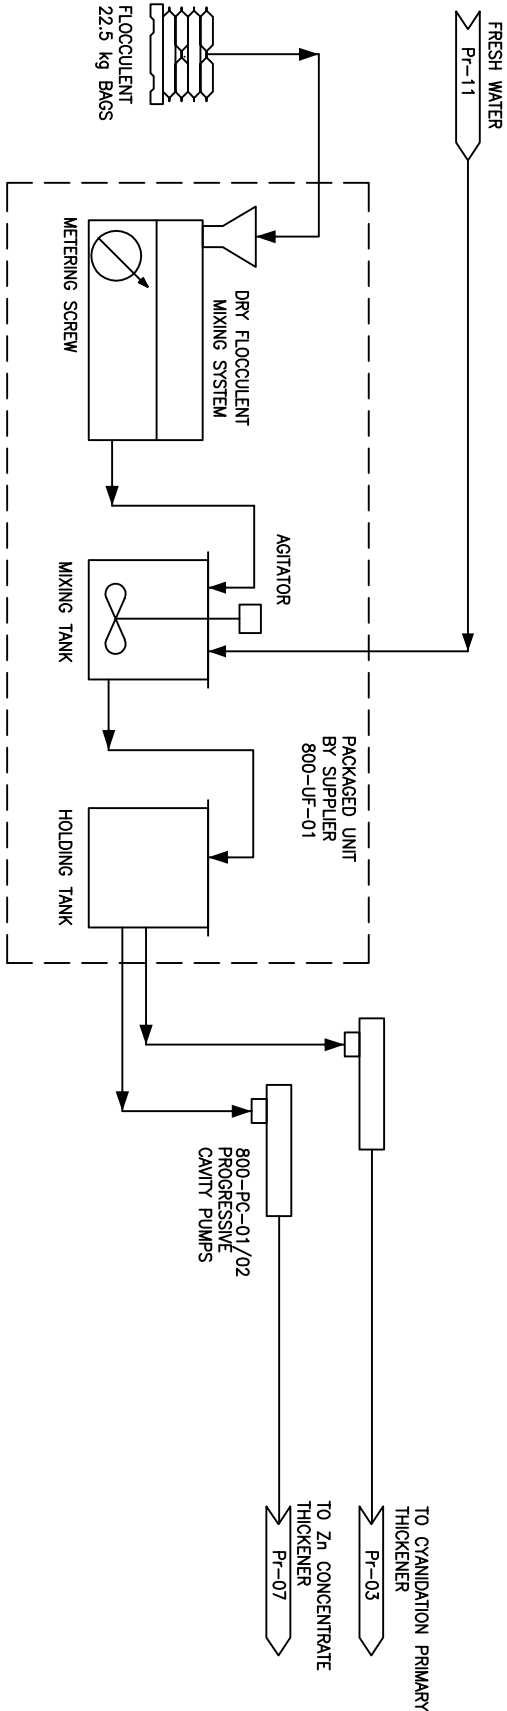 FRESH WATER
Pr-11
FLOCCULENT
22.5 kg BAGS
DRY FLOCCULENT
MIXING SYSTEM
METERING SCREW
AGITATOR
MIXING TANK
PACKAGED UNIT
BY SUPPLIER
800-UF-01
HOLDING TANK
800-PC-01/02
PROGRESSIVE
CAVITY PUMPS
TO CYANIDATION PRIMARY
THICKENER
Pr-03
TO Zn CONCENTRATE
THICKENER
Pr-07